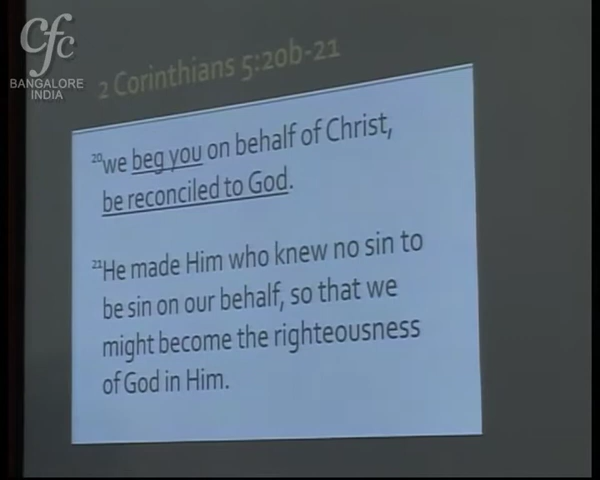 cfc
BANGALORE
INDIA
2 Corinthians 5:20b-21
20we beg you on behalf of Christ,
be reconciled to God.
21He made Him who knew no sin to
be sin on our behalf, so that we
might become the righteousness
of God in Him.